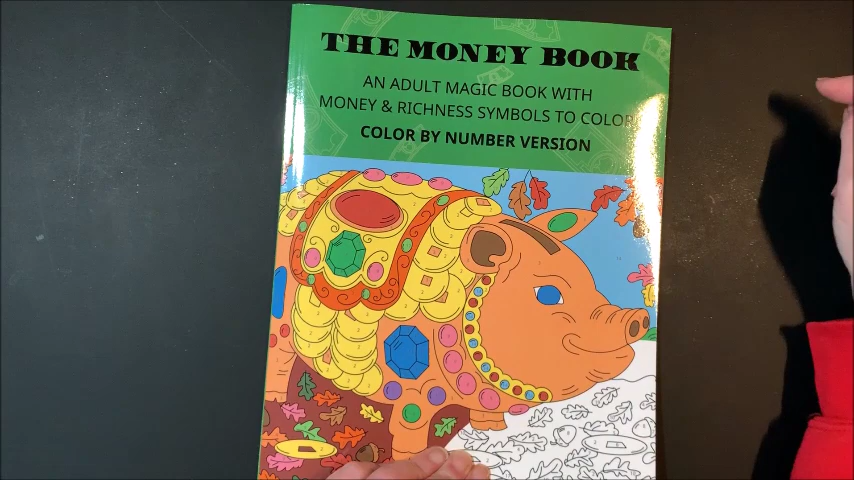 THE MONEY BOOK
AN ADULT MAGIC BOOK WITH
MONEY & RICHNESS SYMBOLS TO COLOR
COLOR BY NUMBER VERSION